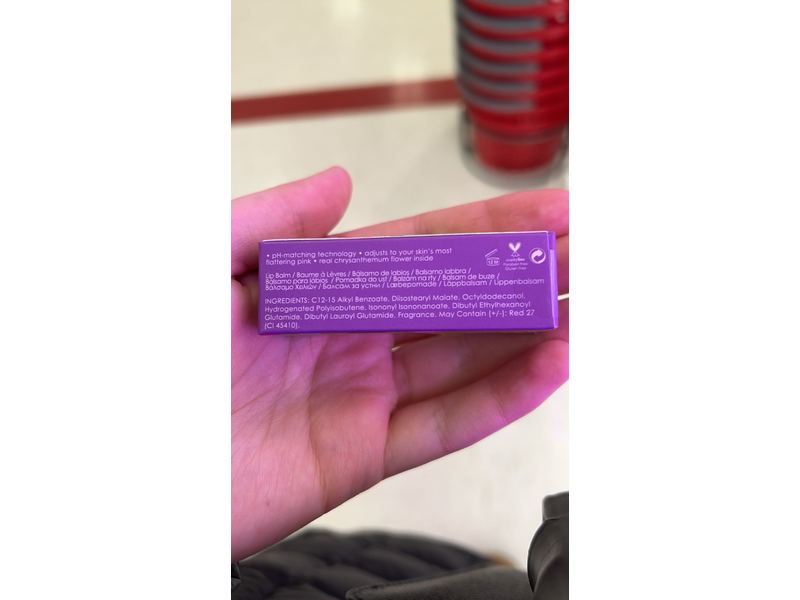 • pH-matching technology • adjusts to your skin's most
flattering pink • real chrysanthemum flower inside
Lip Balm / Baume À Lèvres / Bálsamo de labios / Balsamo labbra /
Bálsamo para lábios / Pomadka do ust / Balzám na rty / Balsam de buze /
Βάλσαμο Χειλιών / Балсам за устни / Læbepomade / Läppbalsam / Lippenbalsam
INGREDIENTS: C12-15 Alkyl Benzoate, Diisostearyl Malate, Octyldodecanol,
Hydrogenated Polyisobutene, Isononyl Isononanoate, Dibutyl Ethylhexanoyl
Glutamide, Dibutyl Lauroyl Glutamide, Fragrance. May Contain (+/-): Red 27
(CI 45410).
12 M
crueltyfree
Paraben Free
Gluten Free